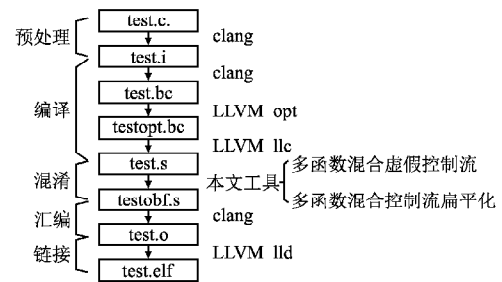 test.c.
预处理
clang
test.i
clang
test.bc
编译
LLVM opt
testopt.bc
LLVM llc
test.s
多函数混合虚假控制流
混淆
本文工具
testobf.s
多函数混合控制流扁平化
汇编
clang
test.o
链接
LLVM lld
test.elf